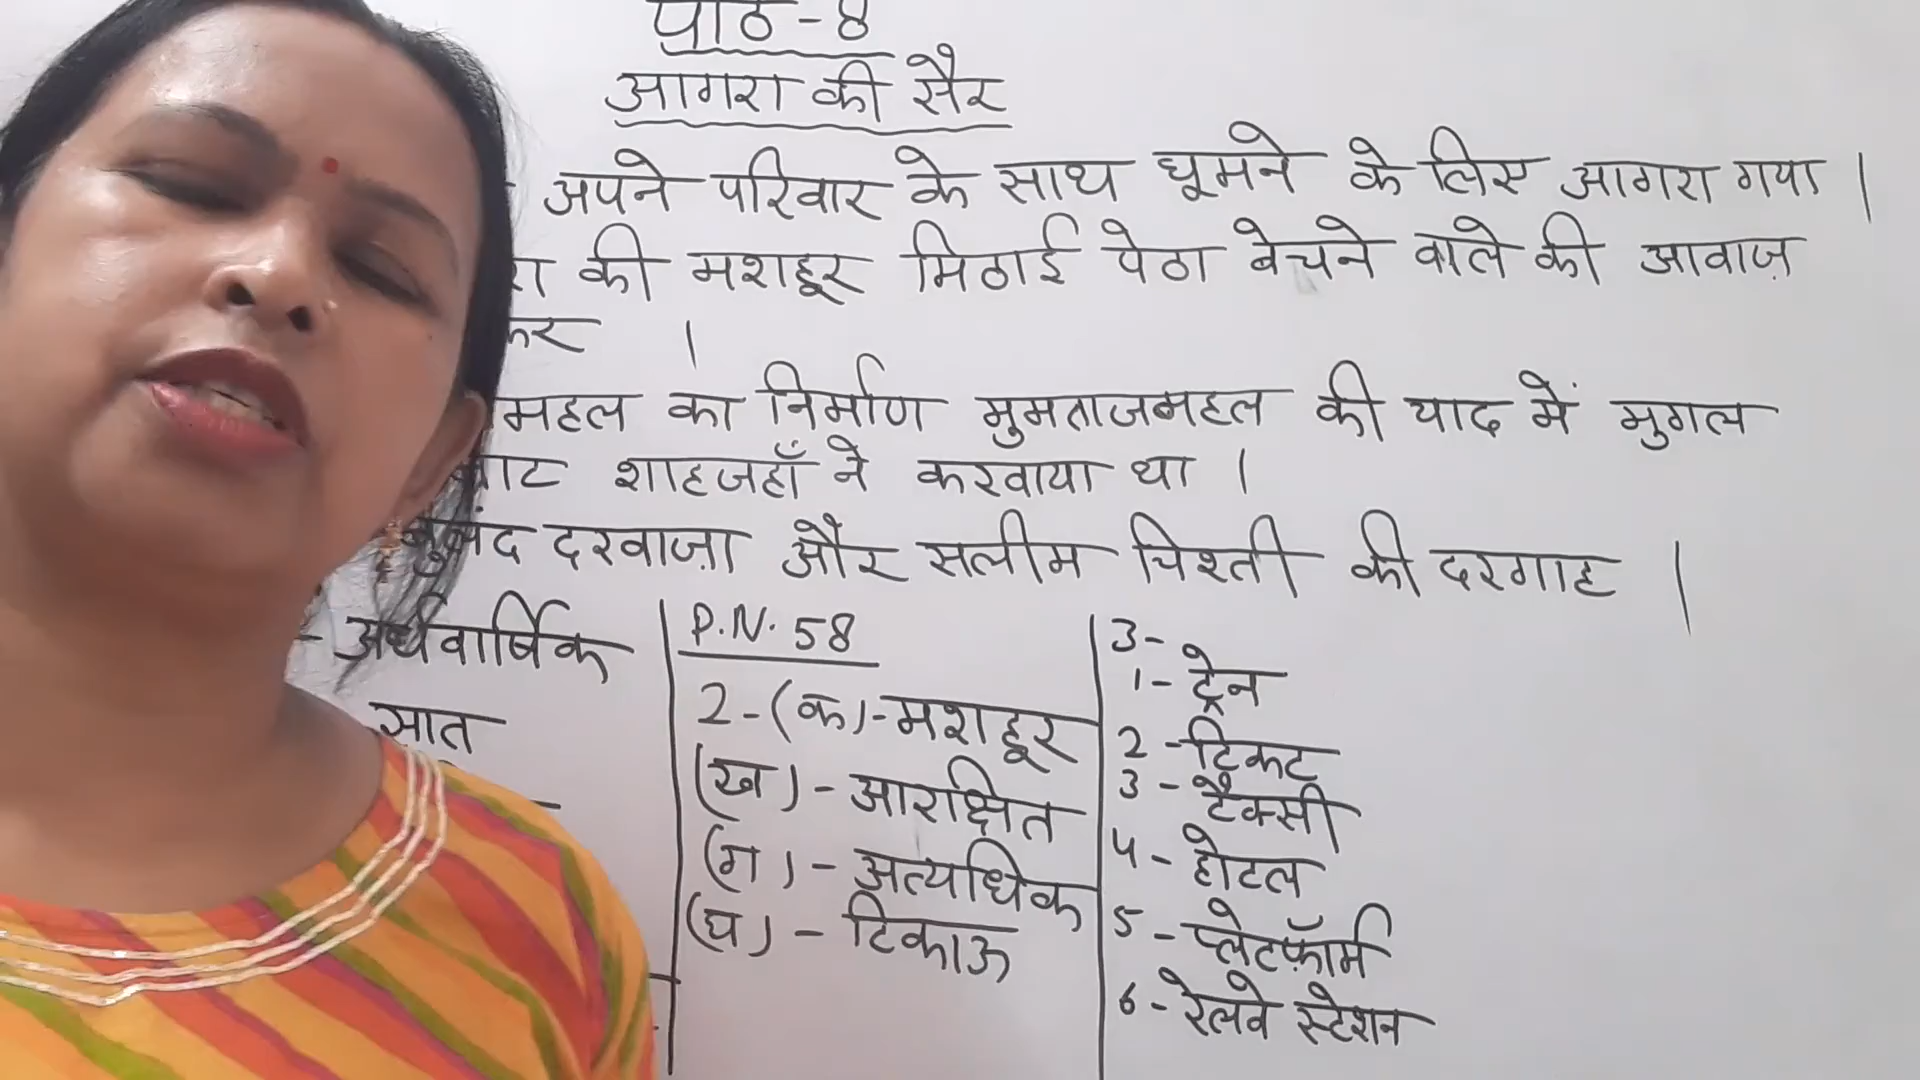 पाठ-8
आगरा की सैर
अपने परिवार के साथ घूमने के लिए आगरा गया |
की मशहूर मिठाई पेठा बेचने वाले की आवाज़
कर |
महल का निर्माण मुमताजमहल की याद में मुगल
शाहजहाँ ने करवाया था |
दरवाज़ा और सलीम चिश्ती की दरगाह |
- अर्धवार्षिक
सात
P.N. 58
2-(क)-मशहूर
(ख)-आरक्षित
(ग)-अत्यधिक
(घ)-टिकाऊ
3-
1-ट्रेन
2-टिकट
3-टैक्सी
4-होटल
5-प्लेटफ़ॉर्म
6-रेलवे स्टेशन